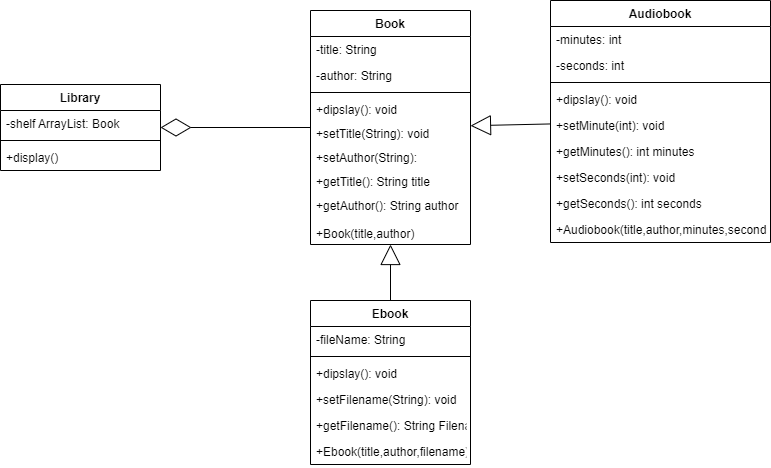 Library
-shelf ArrayList: Book
+display()
Book
-title: String
-author: String
+dipslay(): void
+setTitle(String): void
+setAuthor(String):
+getTitle(): String title
+getAuthor(): String author
+Book(title,author)
Audiobook
-minutes: int
-seconds: int
+dipslay(): void
+setMinute(int): void
+getMinutes(): int minutes
+setSeconds(int): void
+getSeconds(): int seconds
+Audiobook(title,author,minutes,second
Ebook
-fileName: String
+dipslay(): void
+setFilename(String): void
+getFilename(): String Filena
+Ebook(title,author,filename)